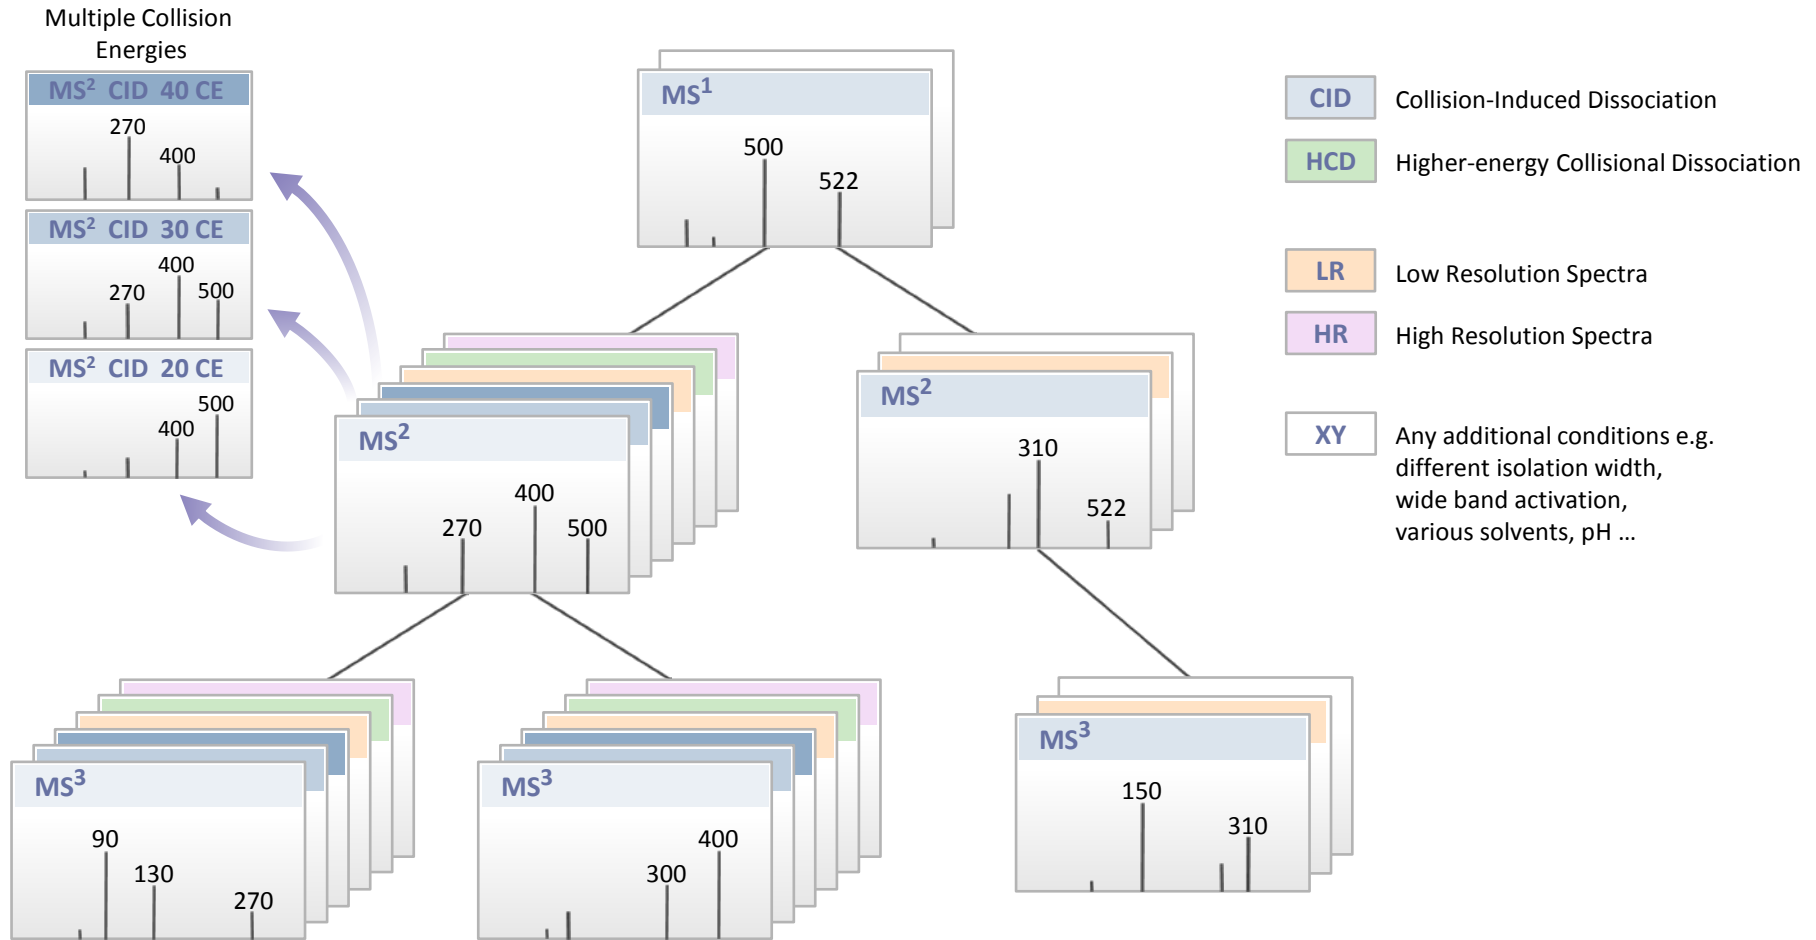 Multiple Collision
Energies
MS² CID 40 CE
270
400
MS² CID 30 CE
270
400
500
MS² CID 20 CE
400
500
MS¹
500
522
MS²
270
400
500
MS²
310
522
MS³
90
130
270
MS³
300
400
MS³
150
310
CID Collision-Induced Dissociation
HCD Higher-energy Collisional Dissociation
LR Low Resolution Spectra
HR High Resolution Spectra
XY Any additional conditions e.g.
different isolation width,
wide band activation,
various solvents, pH ...